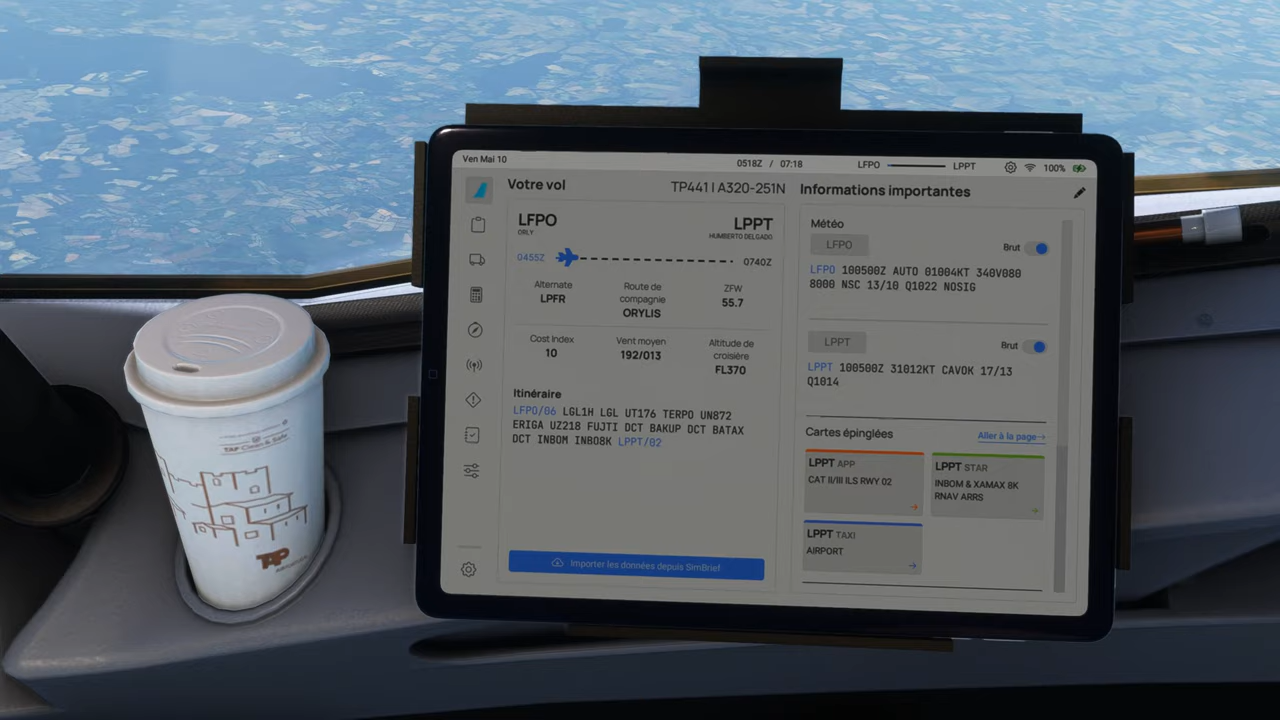 Ven Mai 10
0518Z / 07:18
LFPO LPPT
100%
Votre vol
TP441 | A320-251N
LFPO
ORLY
LPPT
HUMBERTO DELGADO
0455Z
0740Z
Alternate
LPFR
Route de
compagnie
ORYLIS
ZFW
55.7
Cost Index
10
Vent moyen
192/013
Altitude de
croisière
FL370
Itinéraire
LFPO/06 LGL1H LGL UT176 TERPO UN872
ERIGA UZ218 FUJTI DCT BAKUP DCT BATAX
DCT INBOM INBO8K LPPT/02
Importer les données depuis SimBrief
Informations importantes
Météo
LFPO
Brut
LFPO 100500Z AUTO 01004KT 340V080
8000 NSC 13/10 Q1022 NOSIG
LPPT
Brut
LPPT 100500Z 31012KT CAVOK 17/13
Q1014
Cartes épinglées
Aller à la page
LPPT APP
CAT II/III ILS RWY 02
LPPT STAR
INBOM & XAMAX 8K
RNAV ARRS
LPPT TAXI
AIRPORT
TAP Clean & Safe
TAP